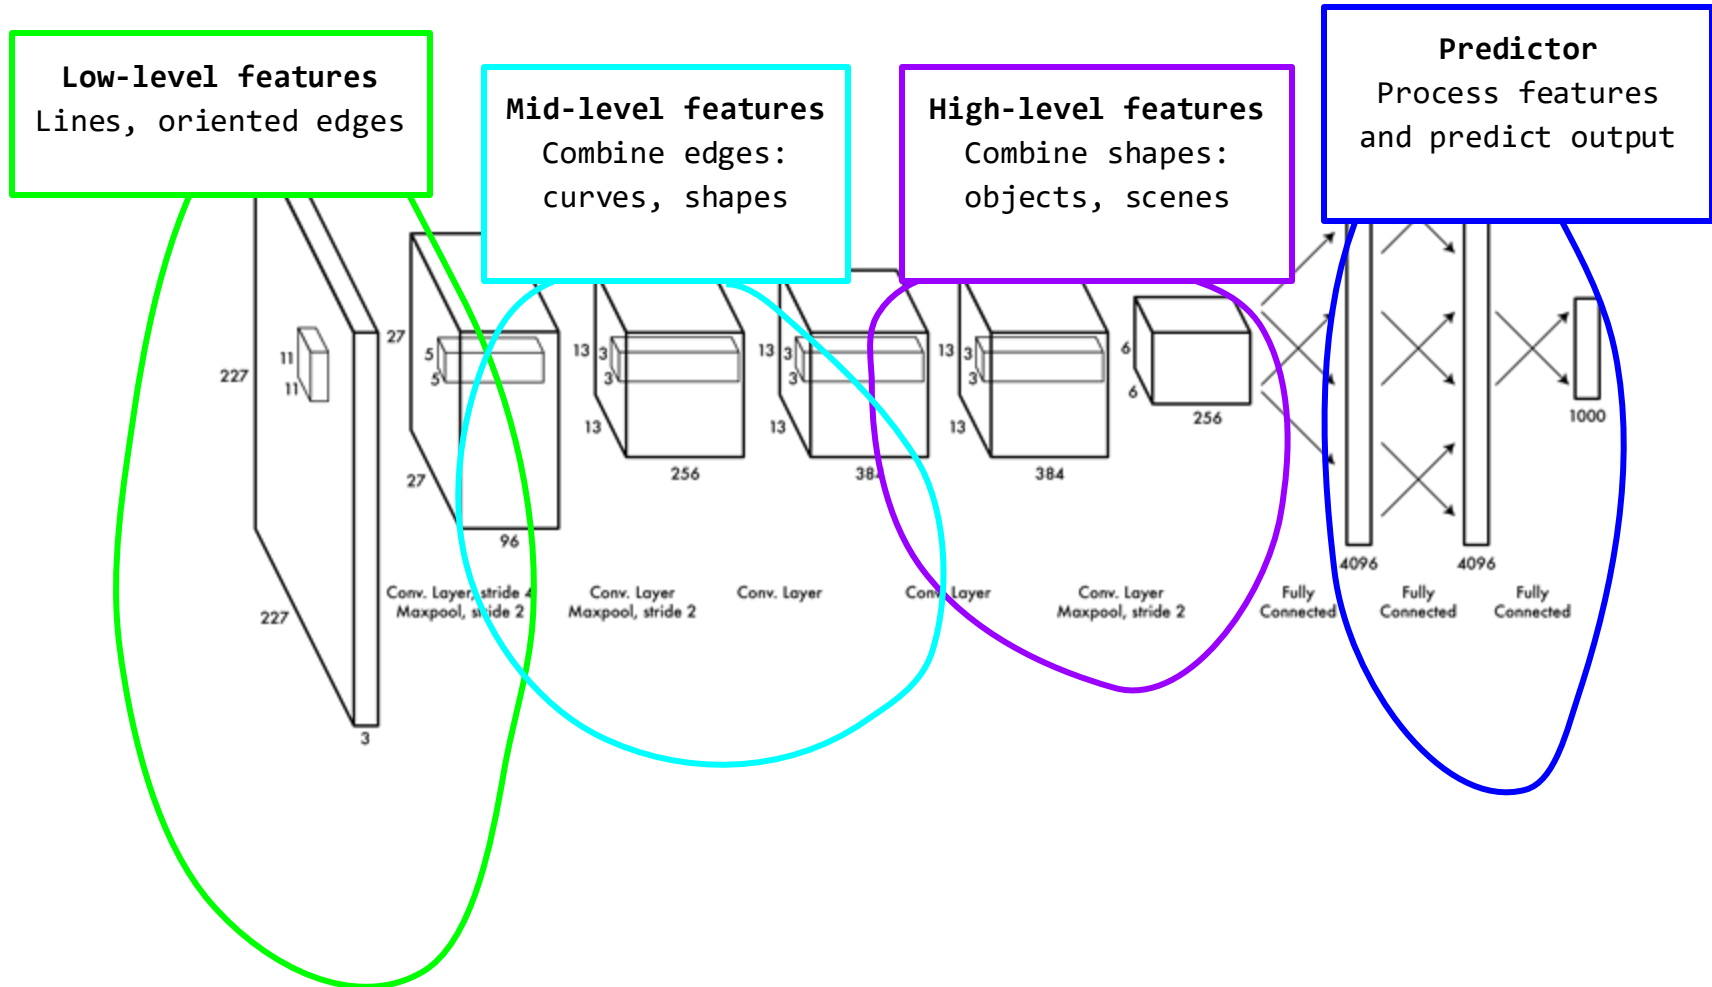 Low-level features
Lines, oriented edges
Mid-level features
Combine edges:
curves, shapes
High-level features
Combine shapes:
objects, scenes
Predictor
Process features
and predict output
227
11
11
227
3
27
5
5
27
96
13
3
3
13
256
13
3
3
13
384
13
3
3
13
384
6
6
256
4096
4096
1000
Conv. Layer, stride 4
Maxpool, stride 2
Conv. Layer
Maxpool, stride 2
Conv. Layer
Conv. Layer
Conv. Layer
Maxpool, stride 2
Fully
Connected
Fully
Connected
Fully
Connected